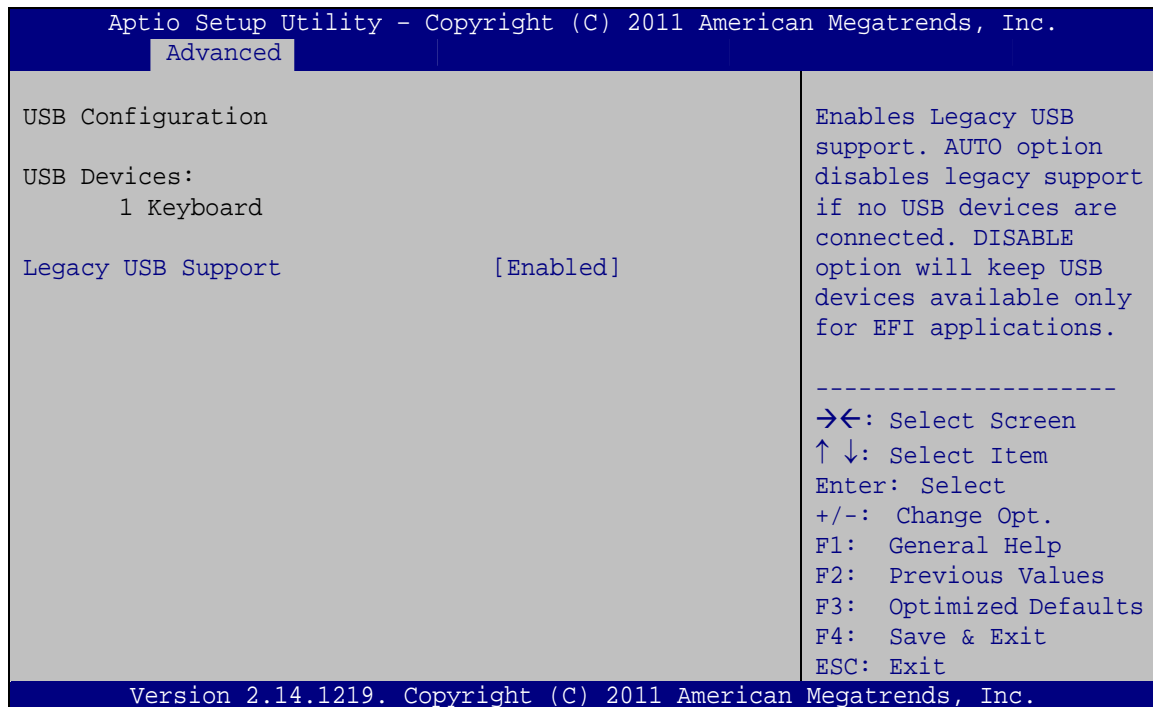 Aptio Setup Utility – Copyright (C) 2011 American Megatrends, Inc.
Advanced
USB Configuration
USB Devices:
1 Keyboard
Legacy USB Support [Enabled]
Enables Legacy USB
support. AUTO option
disables legacy support
if no USB devices are
connected. DISABLE
option will keep USB
devices available only
for EFI applications.
---------------------
→←: Select Screen
↑ ↓: Select Item
Enter: Select
+/-: Change Opt.
F1: General Help
F2: Previous Values
F3: Optimized Defaults
F4: Save & Exit
ESC: Exit
Version 2.14.1219. Copyright (C) 2011 American Megatrends, Inc.